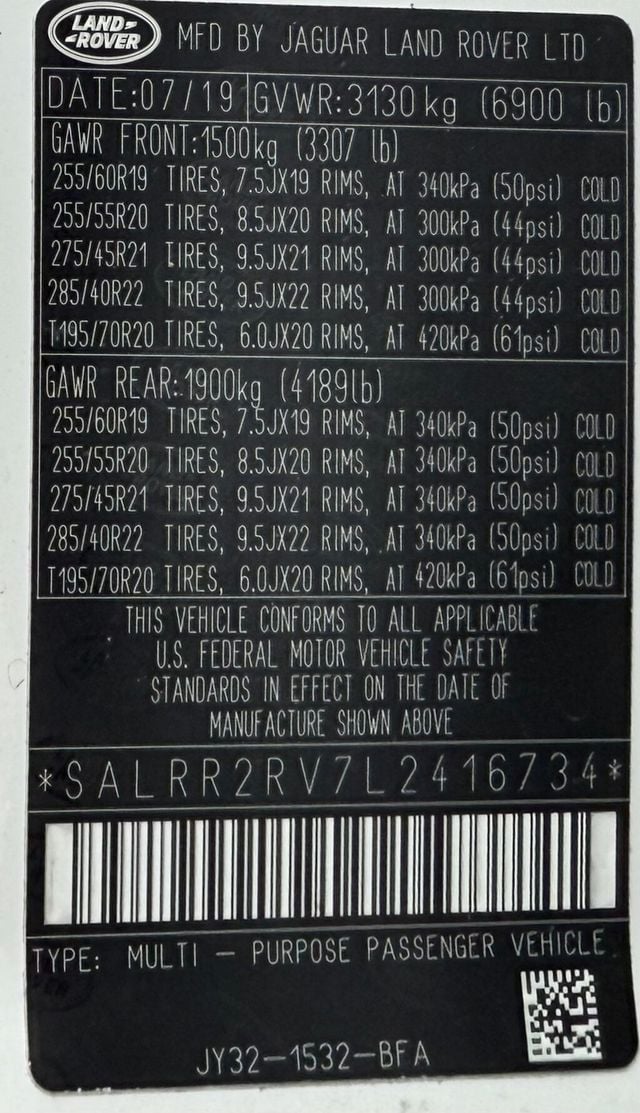 LAND-
-ROVER
MFD BY JAGUAR LAND ROVER LTD
DATE:07/19 GVWR:3130 kg (6900 lb)
GAWR FRONT:1500kg (3307 lb)
255/60R19 TIRES, 7.5JX19 RIMS, AT 340kPa (50psi) COLD
255/55R20 TIRES, 8.5JX20 RIMS, AT 300kPa (44psi) COLD
275/45R21 TIRES, 9.5JX21 RIMS, AT 300kPa (44psi) COLD
285/40R22 TIRES, 9.5JX22 RIMS, AT 300kPa (44psi) COLD
T195/70R20 TIRES, 6.0JX20 RIMS, AT 420kPa (61psi) COLD
GAWR REAR:1900kg (4189lb)
255/60R19 TIRES, 7.5JX19 RIMS, AT 340kPa (50psi) COLD
255/55R20 TIRES, 8.5JX20 RIMS, AT 340kPa (50psi) COLD
275/45R21 TIRES, 9.5JX21 RIMS, AT 340kPa (50psi) COLD
285/40R22 TIRES, 9.5JX22 RIMS, AT 340kPa (50psi) COLD
T195/70R20 TIRES, 6.0JX20 RIMS, AT 420kPa (61psi) COLD
THIS VEHICLE CONFORMS TO ALL APPLICABLE
U.S. FEDERAL MOTOR VEHICLE SAFETY
STANDARDS IN EFFECT ON THE DATE OF
MANUFACTURE SHOWN ABOVE
*SALRR2RV7L2416734*
TYPE: MULTI - PURPOSE PASSENGER VEHICLE
JY32-1532-BFA